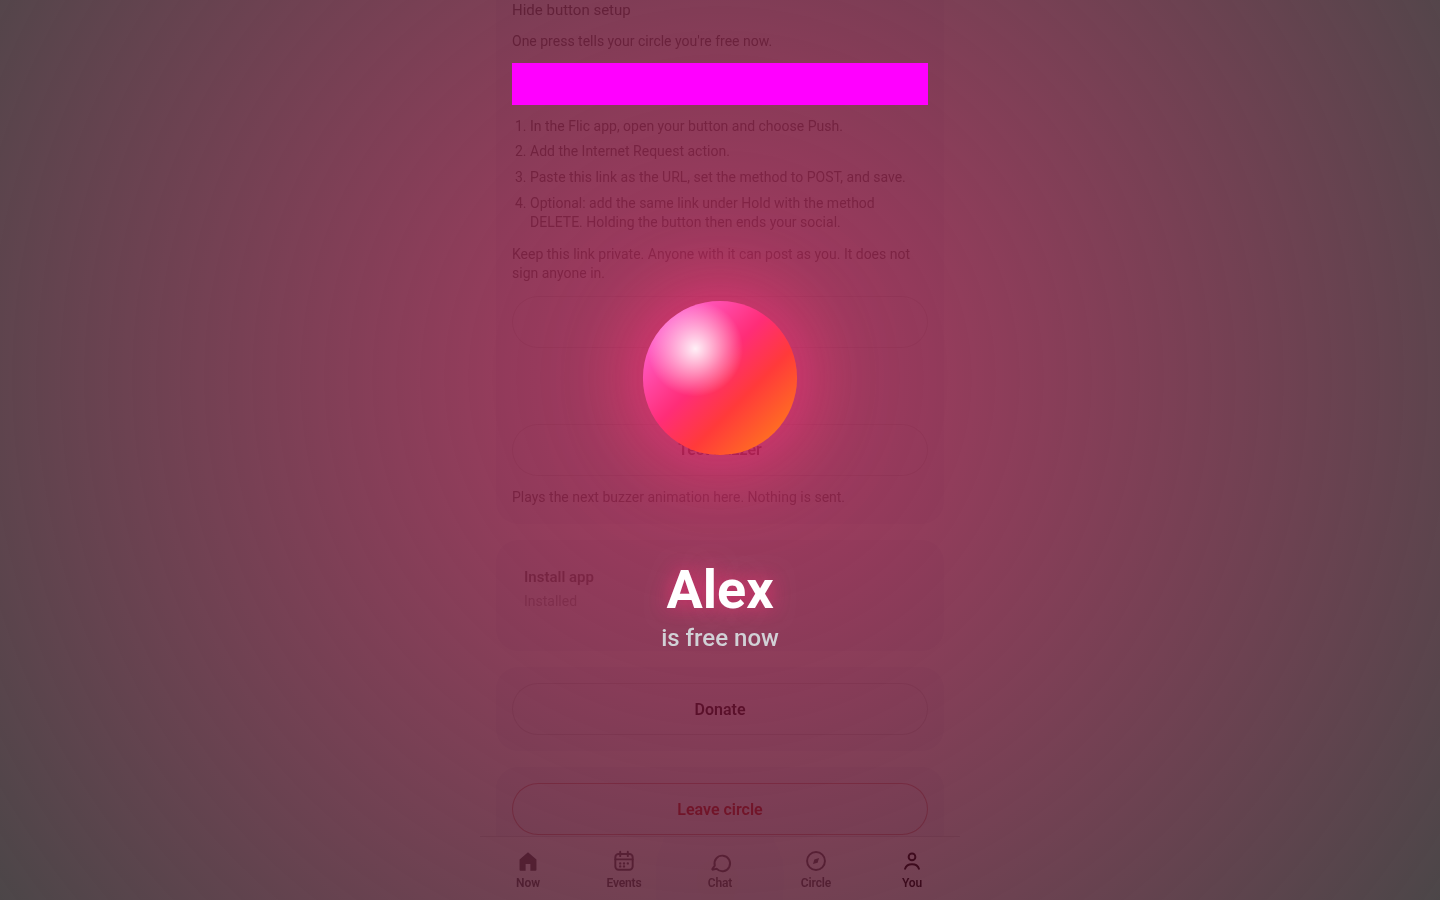 Hide button setup
One press tells your circle you're free now.
1. In the Flic app, open your button and choose Push.
2. Add the Internet Request action.
3. Paste this link as the URL, set the method to POST, and save.
4. Optional: add the same link under Hold with the method
DELETE. Holding the button then ends your social.
Keep this link private. Anyone with it can post as you. It does not
sign anyone in.
Plays the next buzzer animation here. Nothing is sent.
Install app
Installed
Alex
is free now
Donate
Leave circle
Now
Events
Chat
Circle
You